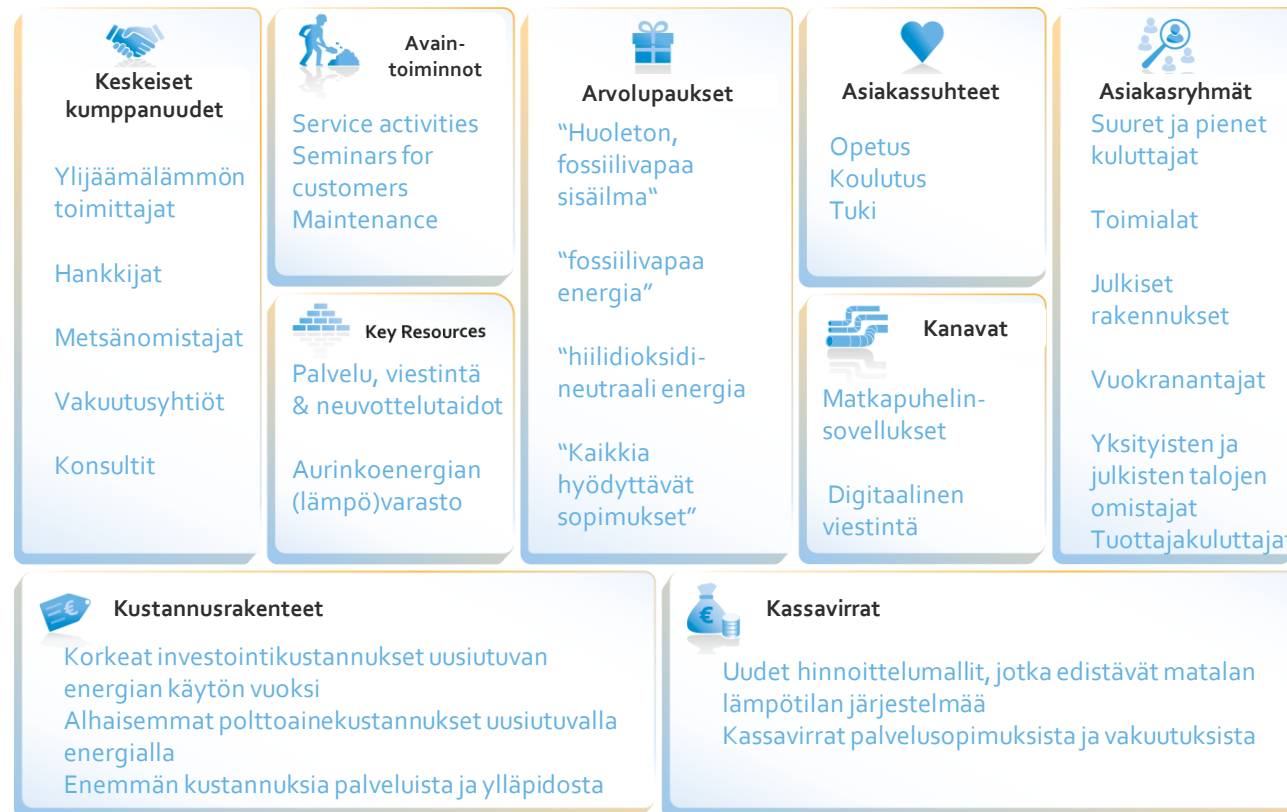 Keskeiset
kumppanuudet
Ylijäämälämmön
toimittajat
Hankkijat
Metsänomistajat
Vakuutusyhtiöt
Konsultit
Avain-
toiminnot
Service activities
Seminars for
customers
Maintenance
Key Resources
Palvelu, viestintä
& neuvottelutaidot
Aurinkoenergian
(lämpö)varasto
Arvolupaukset
“Huoleton,
fossiilivapaa
sisäilma“
“fossiilivapaa
energia”
“hiilidioksidi-
neutraali energia
“Kaikkia
hyödyttävät
sopimukset”
Asiakassuhteet
Opetus
Koulutus
Tuki
Kanavat
Matkapuhelin-
sovellukset
Digitaalinen
viestintä
Asiakasryhmät
Suuret ja pienet
kuluttajat
Toimialat
Julkiset
rakennukset
Vuokranantajat
Yksityisten ja
julkisten talojen
omistajat
Tuottajakuluttajat
Kustannusrakenteet
Korkeat investointikustannukset uusiutuvan
energian käytön vuoksi
Alhaisemmat polttoainekustannukset uusiutuvalla
energialla
Enemmän kustannuksia palveluista ja ylläpidosta
Kassavirrat
Uudet hinnoittelumallit, jotka edistävät matalan
lämpötilan järjestelmää
Kassavirrat palvelusopimuksista ja vakuutuksista